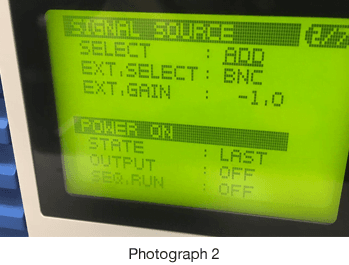 SIGNAL SOURCE
SELECT : ADD
EXT.SELECT : BNC
EXT.GAIN : -1.0
POWER ON
STATE : LAST
OUTPUT : OFF
SEQ.RUN : OFF
Photograph 2